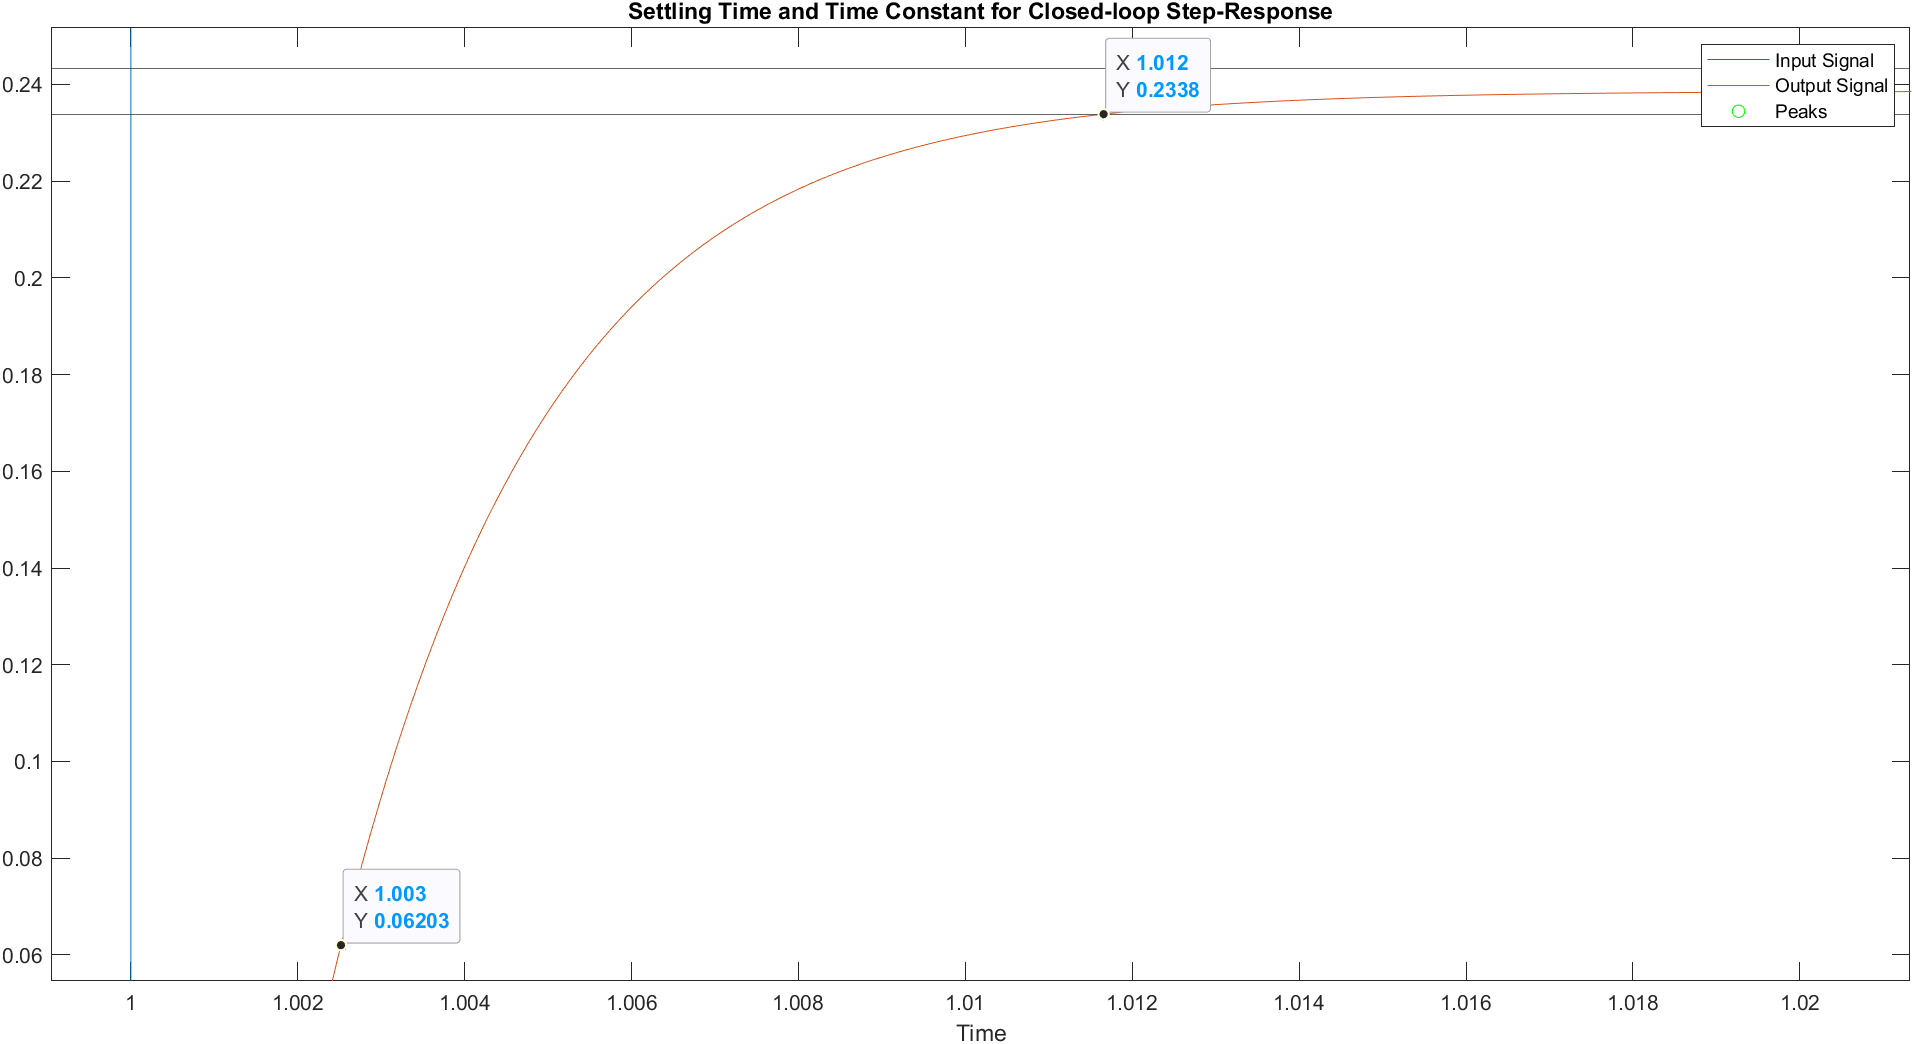 Settling Time and Time Constant for Closed-loop Step-Response
X 1.012
Y 0.2338
Input Signal
Output Signal
Peaks
0.24
0.22
0.2
0.18
0.16
0.14
0.12
0.1
0.08
0.06
X 1.003
Y 0.06203
1
1.002
1.004
1.006
1.008
1.01
1.012
1.014
1.016
1.018
1.02
Time